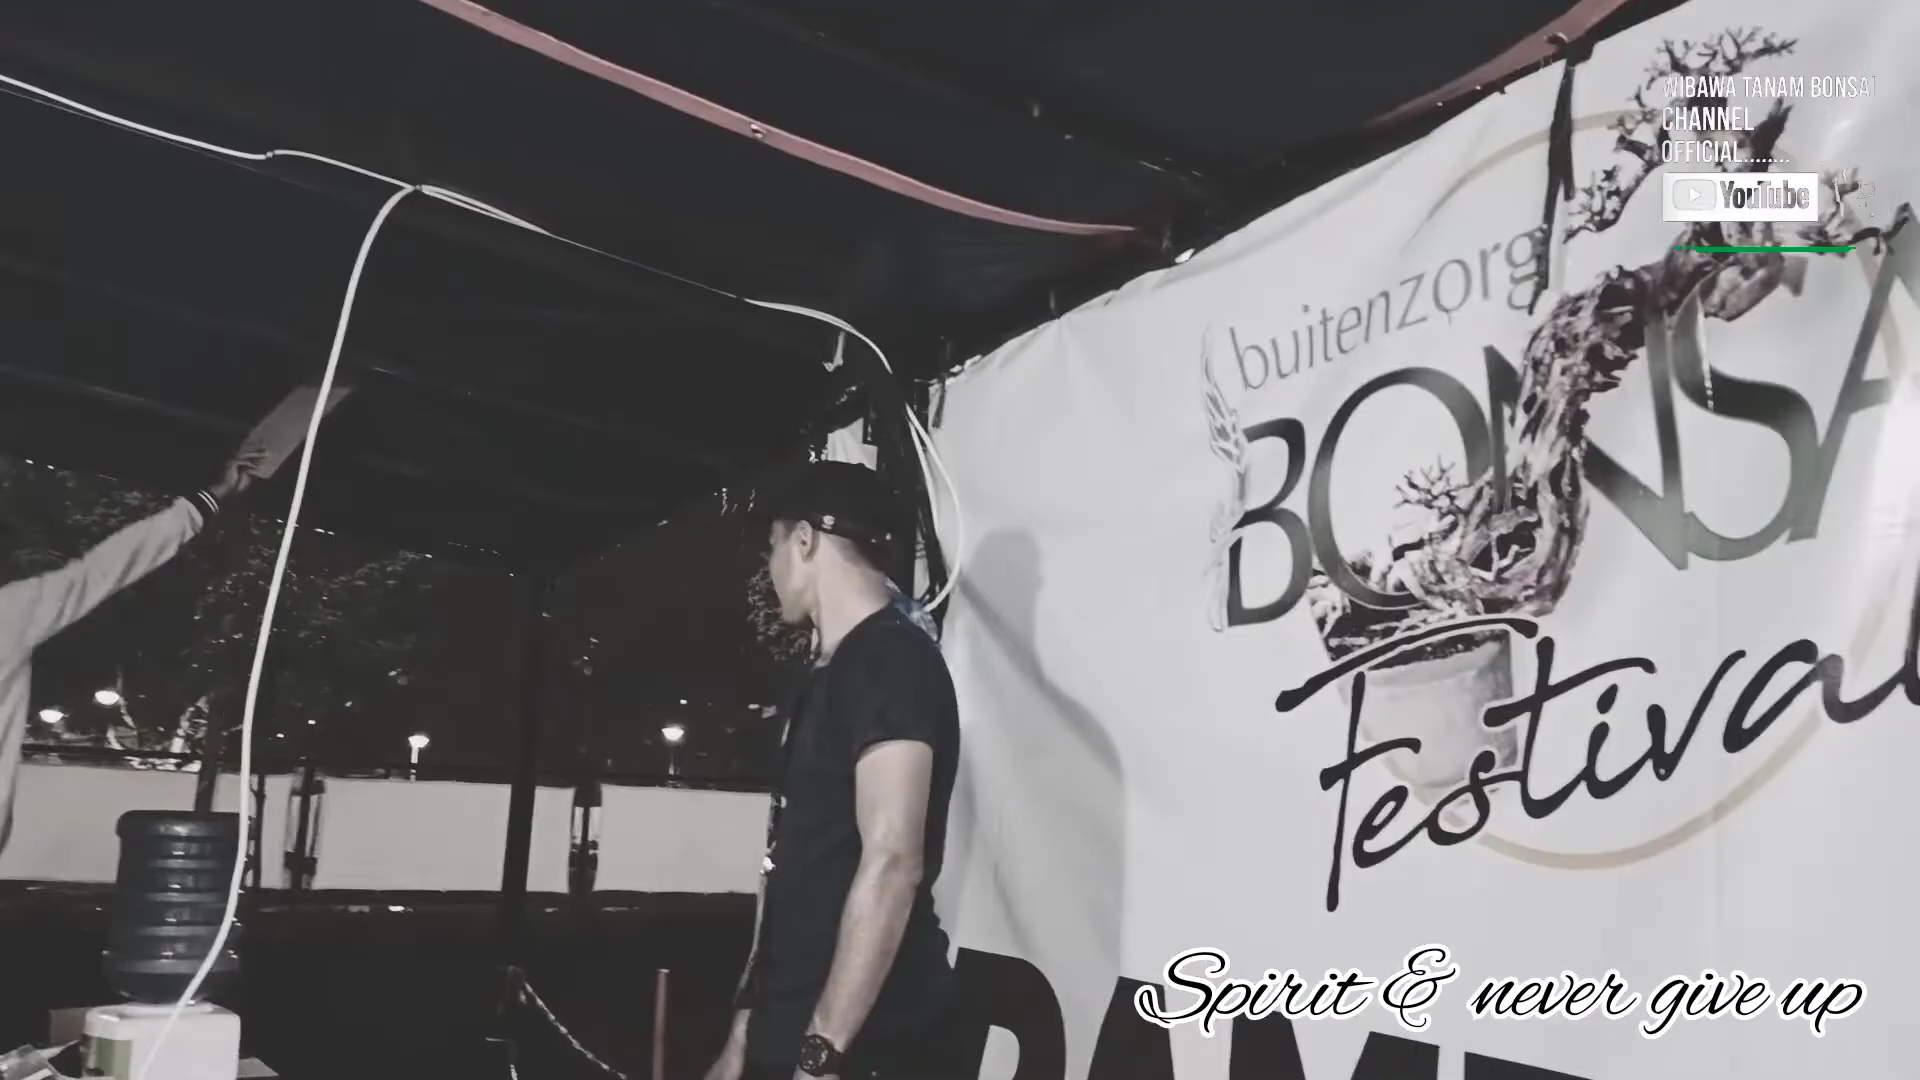 WIBAWA TANAM BONSAI
CHANNEL
OFFICIAL........
YouTube
buitenzorg
BONSA
Festival
Spirit & never give up